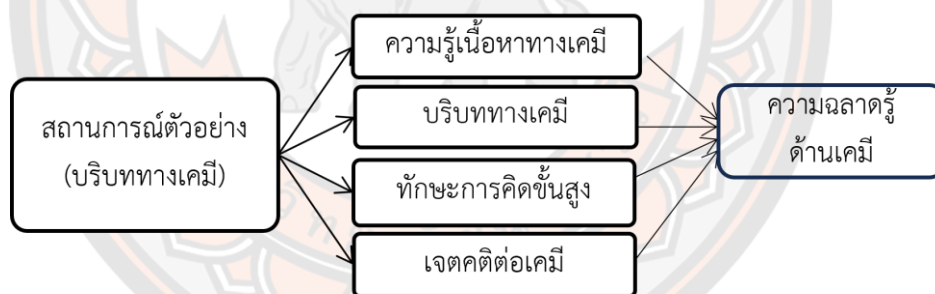 ความรู้เนื้อหาทางเคมี
สถานการณ์ตัวอย่าง
(บริบททางเคมี)
บริบททางเคมี
ทักษะการคิดขั้นสูง
เจตคติต่อเคมี
ความฉลาดรู้
ด้านเคมี